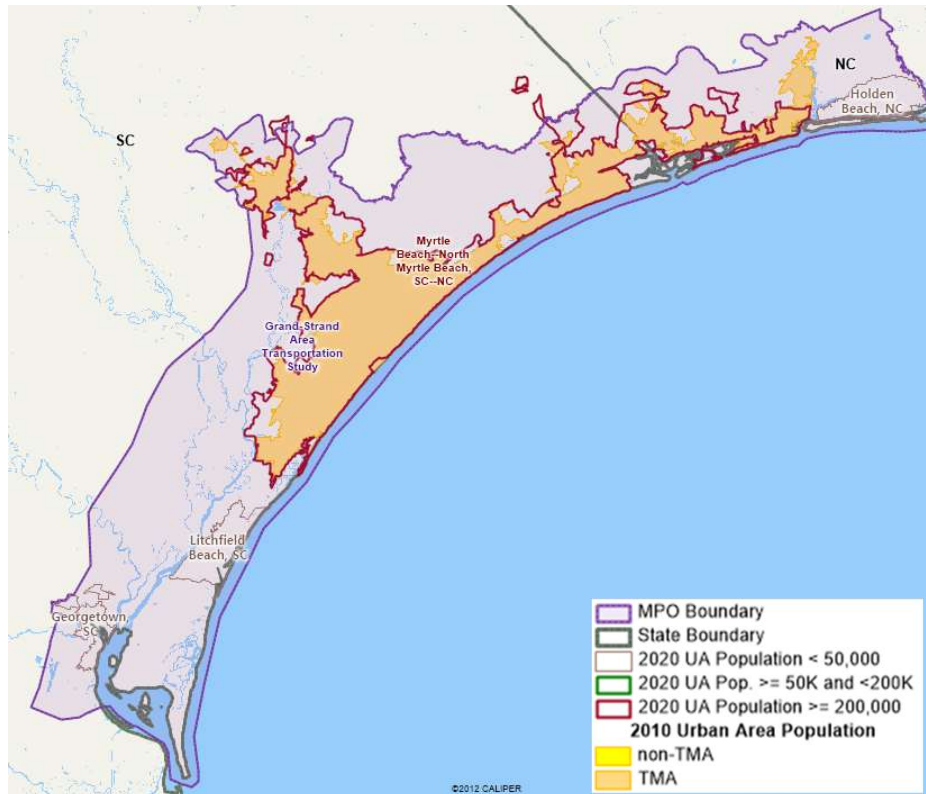 NC
Holden
Beach, NC
SC
Myrtle
Beach--North
Myrtle Beach,
SC--NC
Grand-Strand
Area
Transportation
Study
Litchfield
Beach, SC
Georgetown,
SC
MPO Boundary
State Boundary
2020 UA Population < 50,000
2020 UA Pop. >= 50K and <200K
2020 UA Population >= 200,000
2010 Urban Area Population
non-TMA
TMA
©2012 CALIPER